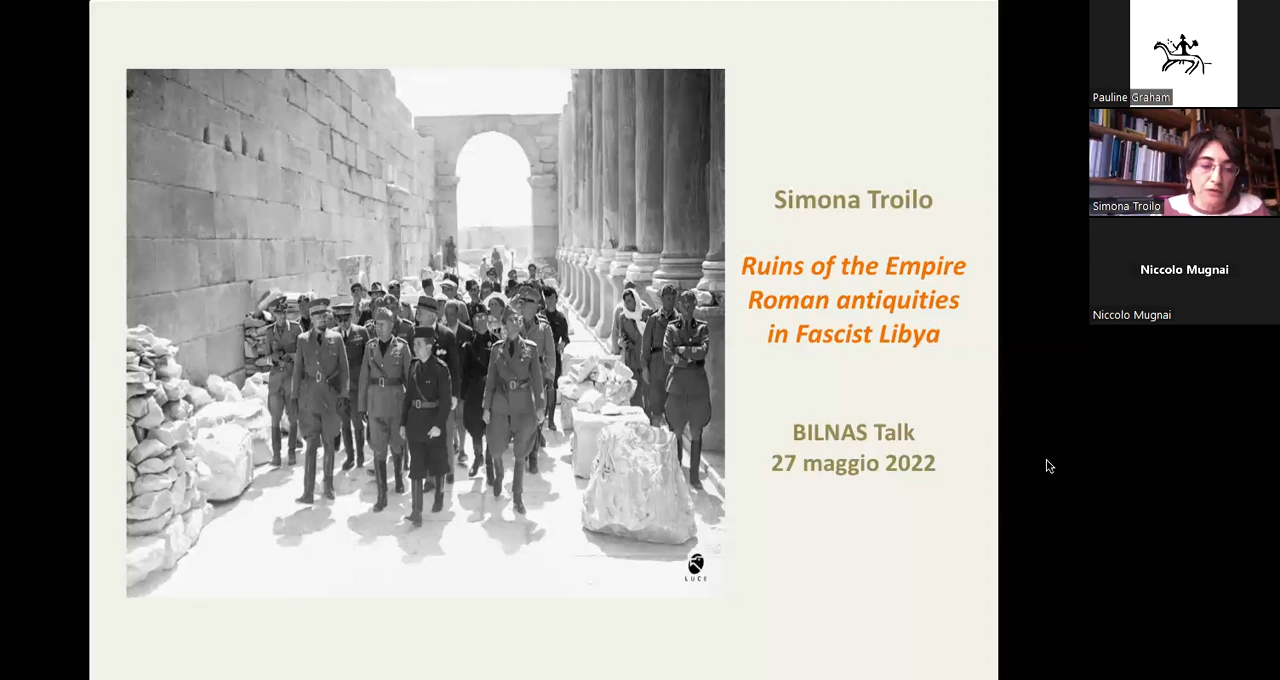 Simona Troilo
Ruins of the Empire
Roman antiquities
in Fascist Libya
BILNAS Talk
27 maggio 2022
LUCE
Pauline Graham
Simona Troilo
Niccolo Mugnai
Niccolo Mugnai